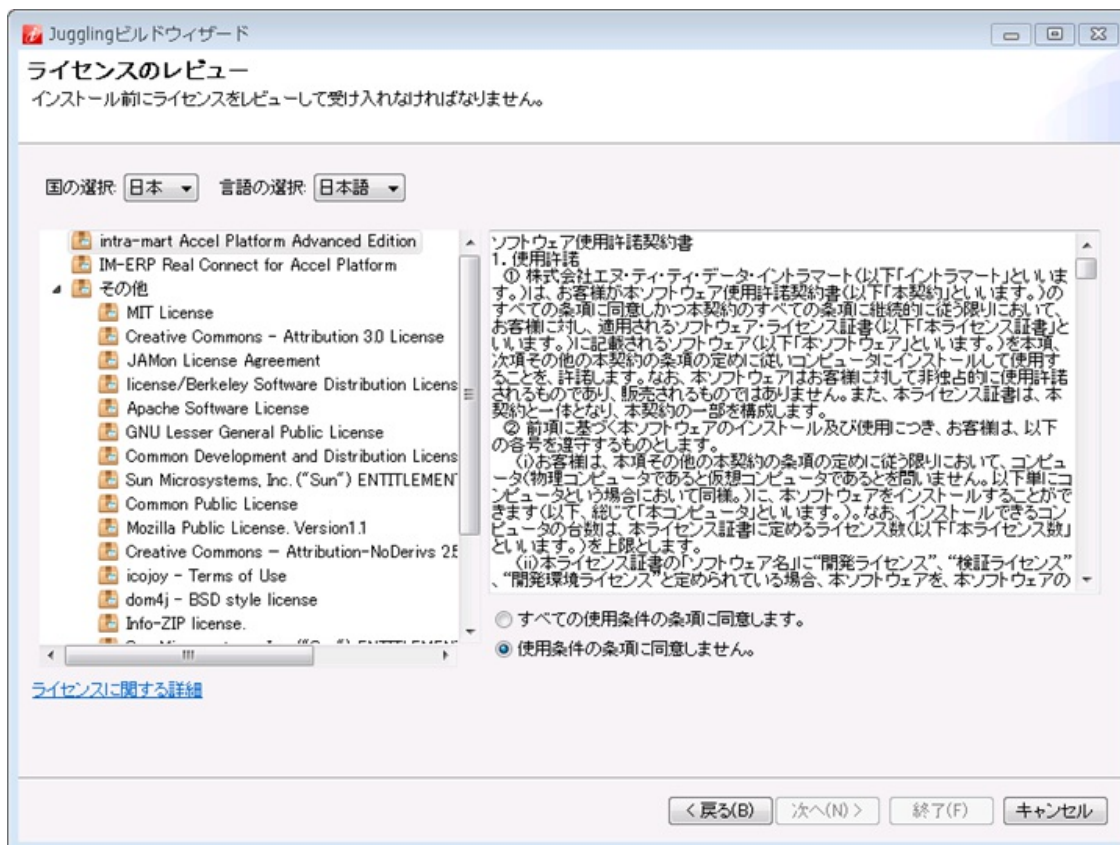 Jugglingビルドウィザード
ライセンスのレビュー
インストール前にライセンスをレビューして受け入れなければなりません。
国の選択: 日本 言語の選択: 日本語
intra-mart Accel Platform Advanced Edition
IM-ERP Real Connect for Accel Platform
その他
MIT License
Creative Commons - Attribution 3.0 License
JAMon License Agreement
license/Berkeley Software Distribution Licens
Apache Software License
GNU Lesser General Public License
Common Development and Distribution Licens
Sun Microsystems, Inc. ("Sun") ENTITLEMEN
Common Public License
Mozilla Public License. Version1.1
Creative Commons — Attribution-NoDerivs 2.5
icojoy - Terms of Use
dom4j - BSD style license
Info-ZIP license.
ソフトウェア使用許諾契約書
1. 使用許諾
① 株式会社エヌ・ティ・ティ・データ・イントラマート(以下「イントラマート」といいま
す。)は、お客様が本ソフトウェア使用許諾契約書(以下「本契約」といいます。)の
すべての条項に同意しかつ本契約のすべての条項に継続的に従う限りにおいて、
お客様に対し、適用されるソフトウェア・ライセンス証書(以下「本ライセンス証書」と
いいます。)に記載されるソフトウェア(以下「本ソフトウェア」といいます。)を本項、
次項その他の本契約の条項の定めに従いコンピュータにインストールして使用す
ることを、許諾します。なお、本ソフトウェアはお客様に対して非独占的に使用許諾
されるものであり、販売されるものではありません。また、本ライセンス証書は、本
契約と一体となり、本契約の一部を構成します。
② 前項に基づく本ソフトウェアのインストール及び使用につき、お客様は、以下
の各号を遵守するものとします。
(i)お客様は、本項その他の本契約の条項の定めに従う限りにおいて、コンピュ
ータ(物理コンピュータであると仮想コンピュータであるとを問いません。以下単にコ
ンピュータという場合において同様。)に、本ソフトウェアをインストールすることがで
きます(以下、総じて「本コンピュータ」といいます。)。なお、インストールできるコン
ピュータの台数は、本ライセンス証書に定めるライセンス数(以下「本ライセンス数」
といいます。)を上限とします。
(ii)本ライセンス証書の「ソフトウェア名」に“開発ライセンス”、“検証ライセンス”
、“開発環境ライセンス”と定められている場合、本ソフトウェアを、本ソフトウェアの
すべての使用条件の条項に同意します。
使用条件の条項に同意しません。
ライセンスに関する詳細
< 戻る(B) 次へ(N) > 終了(F) キャンセル